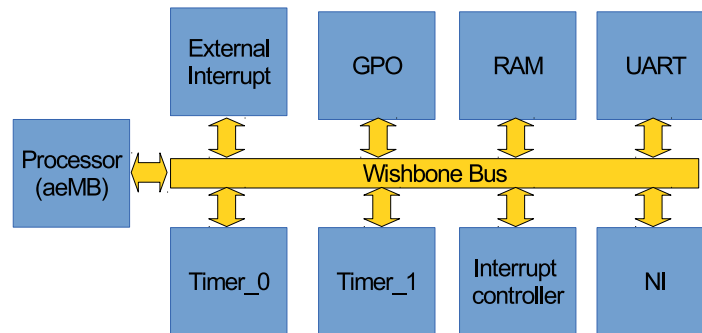 External
Interrupt
GPO
RAM
UART
Processor
(aeMB)
Wishbone Bus
Timer_0
Timer_1
Interrupt
controller
NI